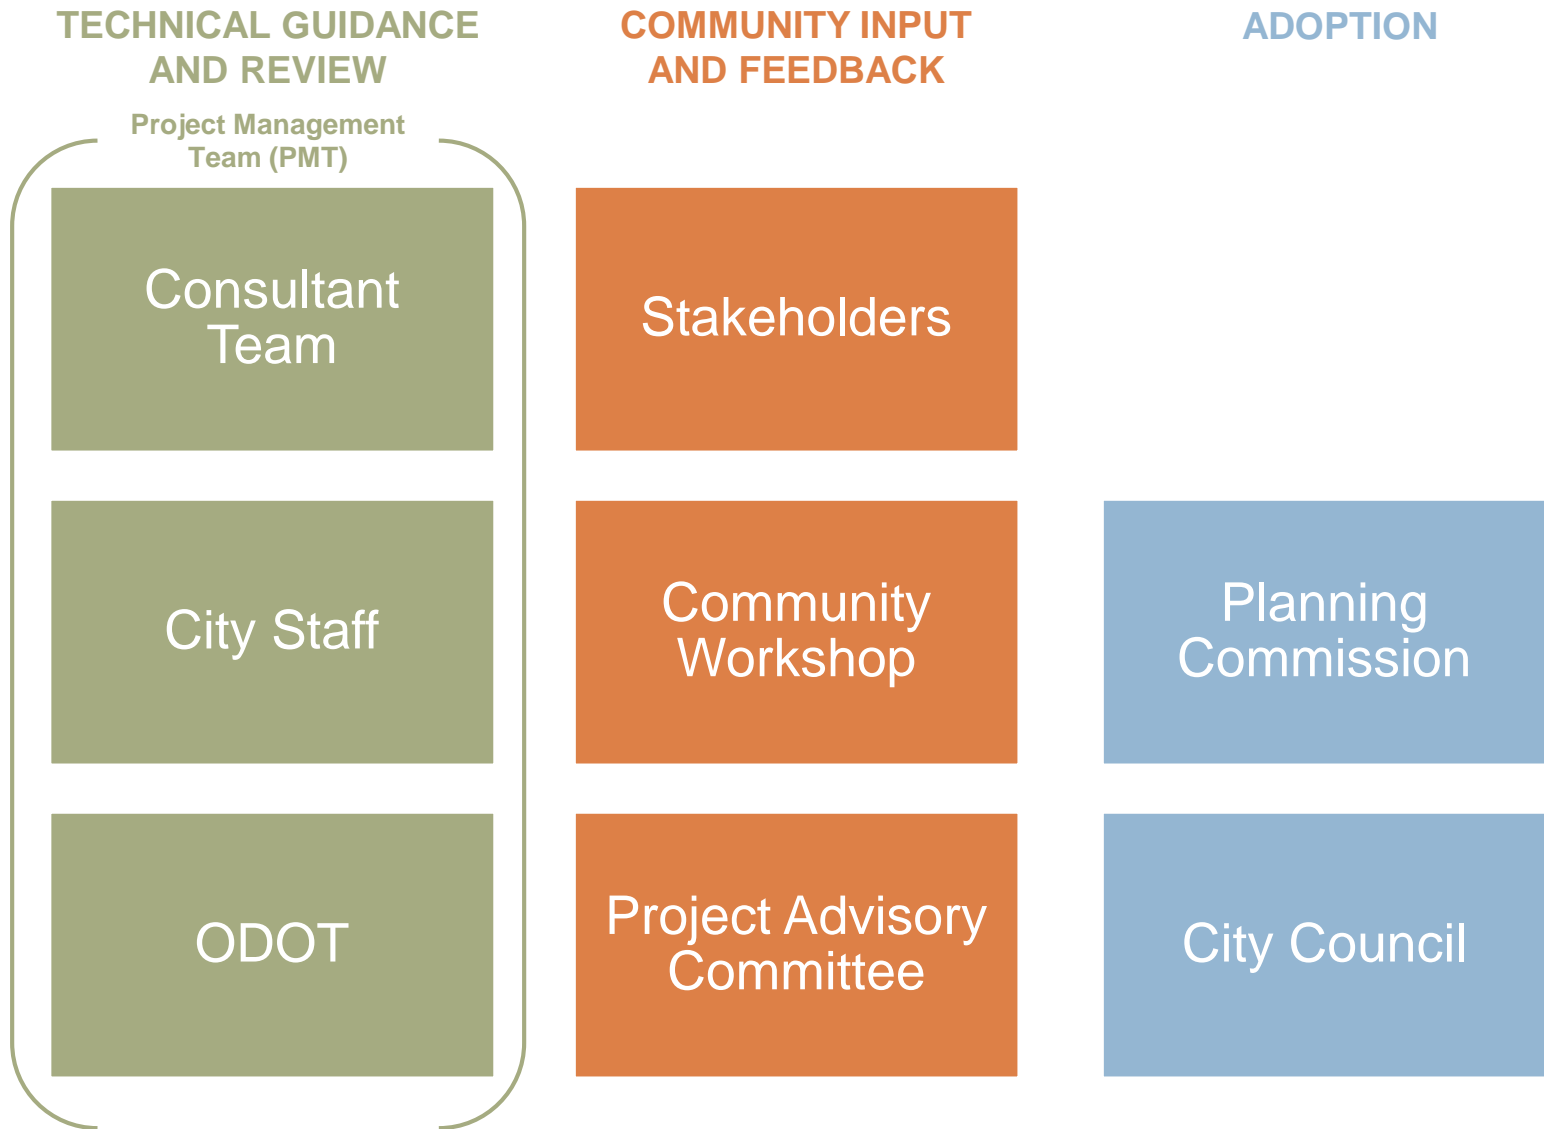 TECHNICAL GUIDANCE
AND REVIEW
Project Management
Team (PMT)
Consultant
Team
City Staff
ODOT
COMMUNITY INPUT
AND FEEDBACK
Stakeholders
Community
Workshop
Project Advisory
Committee
ADOPTION
Planning
Commission
City Council